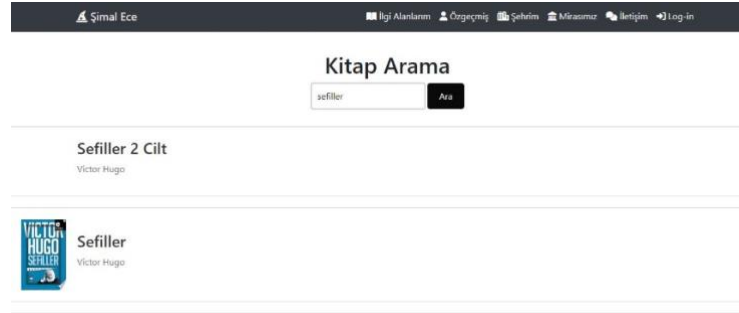 Şimal Ece
İlgi Alanlarım Özgeçmiş Şehrim Mirasımız İletişim Log-in
Kitap Arama
sefiller Ara
Sefiller 2 Cilt
Victor Hugo
VICTOR
HUGO
SEFİLLER
Sefiller
Victor Hugo